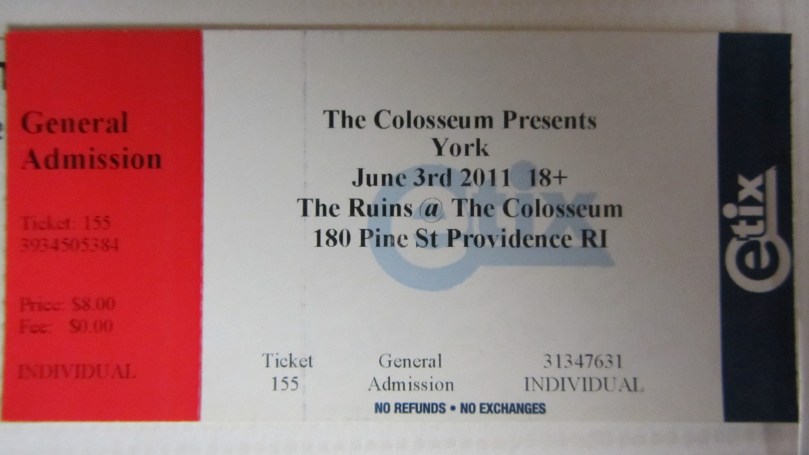 General
Admission
Ticket: 155
3934505384
Price: $8.00
Fee: $0.00
INDIVIDUAL
The Colosseum Presents
York
June 3rd 2011 18+
The Ruins @ The Colosseum
180 Pine St Providence RI
etix
Ticket General 31347631
155 Admission INDIVIDUAL
NO REFUNDS • NO EXCHANGES
etix